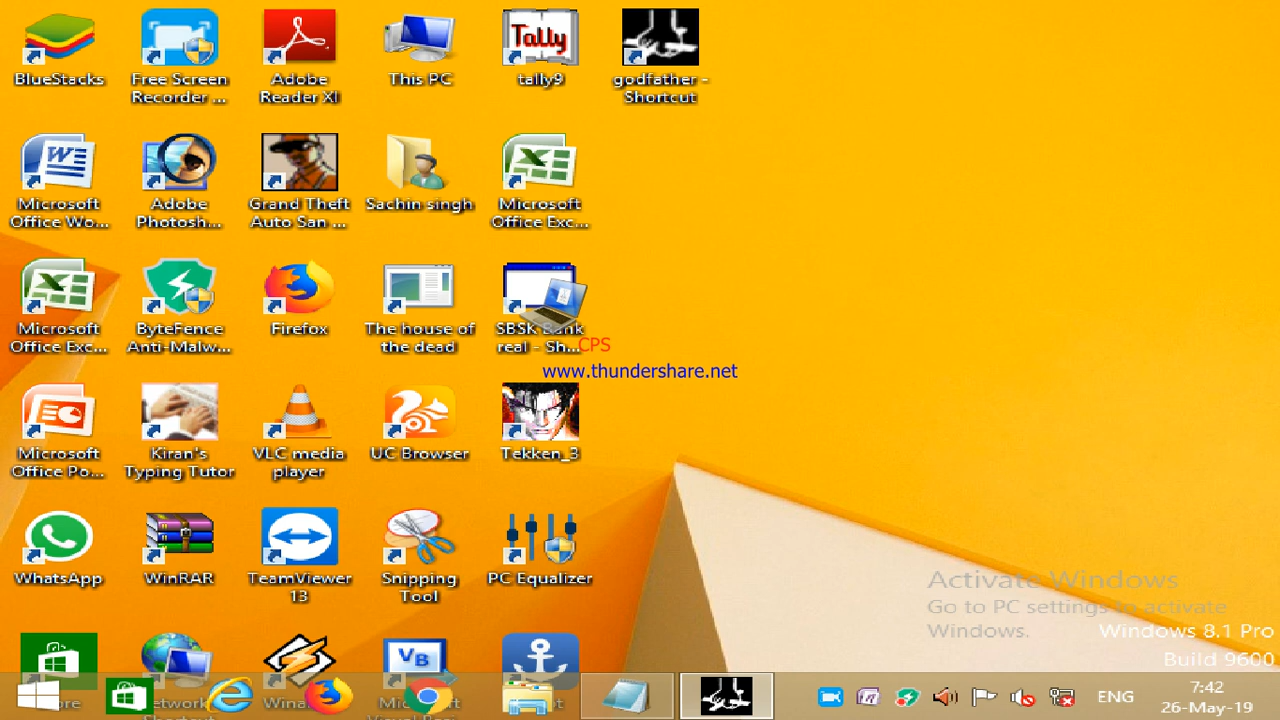 BlueStacks
Free Screen
Recorder ...
Adobe
Reader XI
This PC
Tally
tally9
godfather -
Shortcut
Microsoft
Office Wo...
Adobe
Photosh...
Grand Theft
Auto San ...
Sachin singh
Microsoft
Office Exc...
Microsoft
Office Exc...
ByteFence
Anti-Malw...
Firefox
The house of
the dead
SBSK Bank
real - Sh...
CPS
www.thundershare.net
Microsoft
Office Po...
Kiran's
Typing Tutor
VLC media
player
UC Browser
Tekken_3
WhatsApp
WinRAR
TeamViewer
13
Snipping
Tool
PC Equalizer
Activate Windows
Go to PC settings to activate
Windows.
Windows 8.1 Pro
Build 9600
VB
ENG
7:42
26-May-19